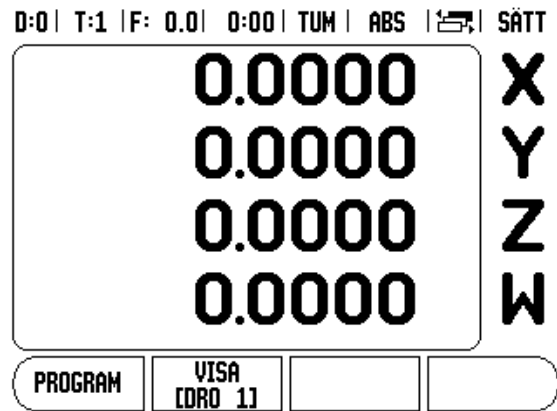 D:0 | T:1 | F: 0.0 | 0:00 | TUM | ABS | SÄTT
0.0000 X
0.0000 Y
0.0000 Z
0.0000 W
PROGRAM
VISA
[DRO 1]